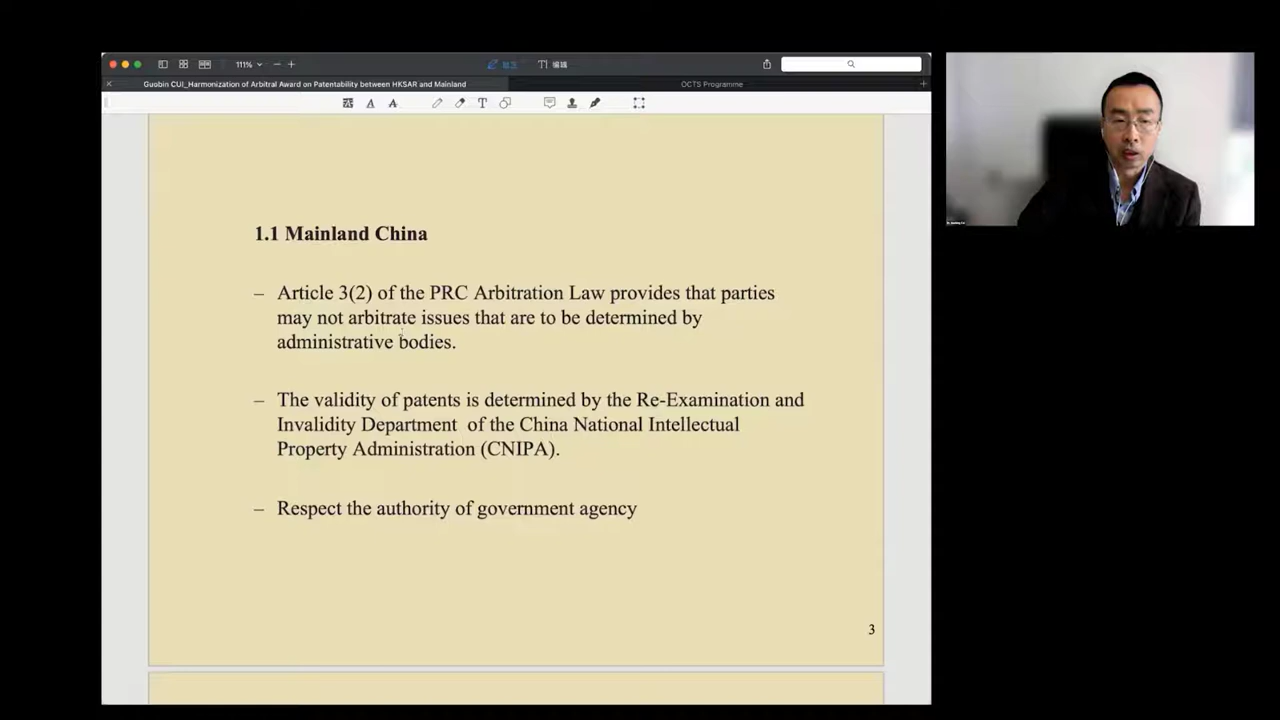 111%
编辑
Guobin CUI_Harmonization of Arbitral Award on Patentability between HKSAR and Mainland
OCTS Programme
1.1 Mainland China
– Article 3(2) of the PRC Arbitration Law provides that parties
may not arbitrate issues that are to be determined by
administrative bodies.
– The validity of patents is determined by the Re-Examination and
Invalidity Department of the China National Intellectual
Property Administration (CNIPA).
– Respect the authority of government agency
3